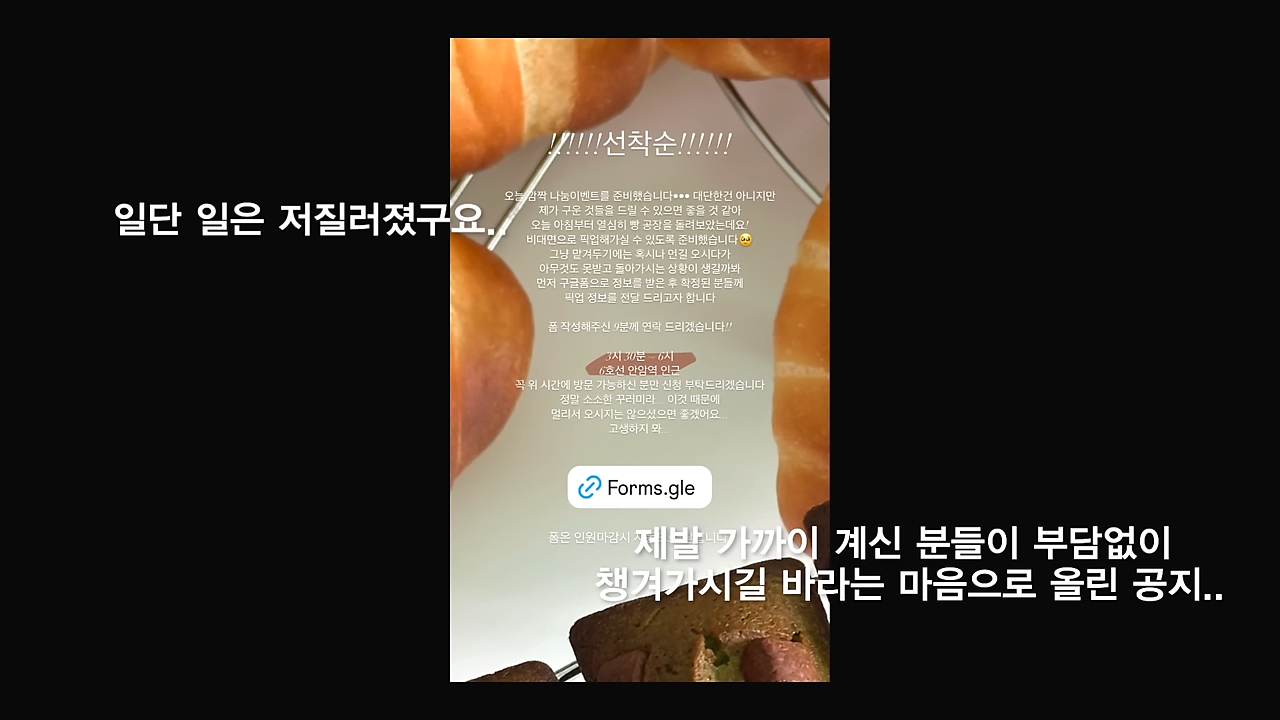 !!!!!!선착순!!!!!!
오늘 깜짝 나눔이벤트를 준비했습니다●●● 대단한건 아니지만
제가 구운 것들을 드릴 수 있으면 좋을 것 같아
오늘 아침부터 열심히 빵 공장을 돌려보았는데요!
비대면으로 픽업해가실 수 있도록 준비했습니다🥹
그냥 맡겨두기에는 혹시나 먼길 오시다가
아무것도 못받고 돌아가시는 상황이 생길까봐
먼저 구글폼으로 정보를 받은 후 확정된 분들께
픽업 정보를 전달 드리고자 합니다
일단 일은 저질러졌구요..
폼 작성해주신 9분께 연락 드리겠습니다!!
3시 30분 ~ 6시
6호선 안암역 인근
꼭 위 시간에 방문 가능하신 분만 신청 부탁드리겠습니다
정말 소소한 꾸러미라... 이것 때문에
멀리서 오시지는 않으셨으면 좋겠어요...
고생하지 뫄...
Forms.gle
폼은 인원마감시
제발 가까이 계신 분들이 부담없이
챙겨가시길 바라는 마음으로 올린 공지..